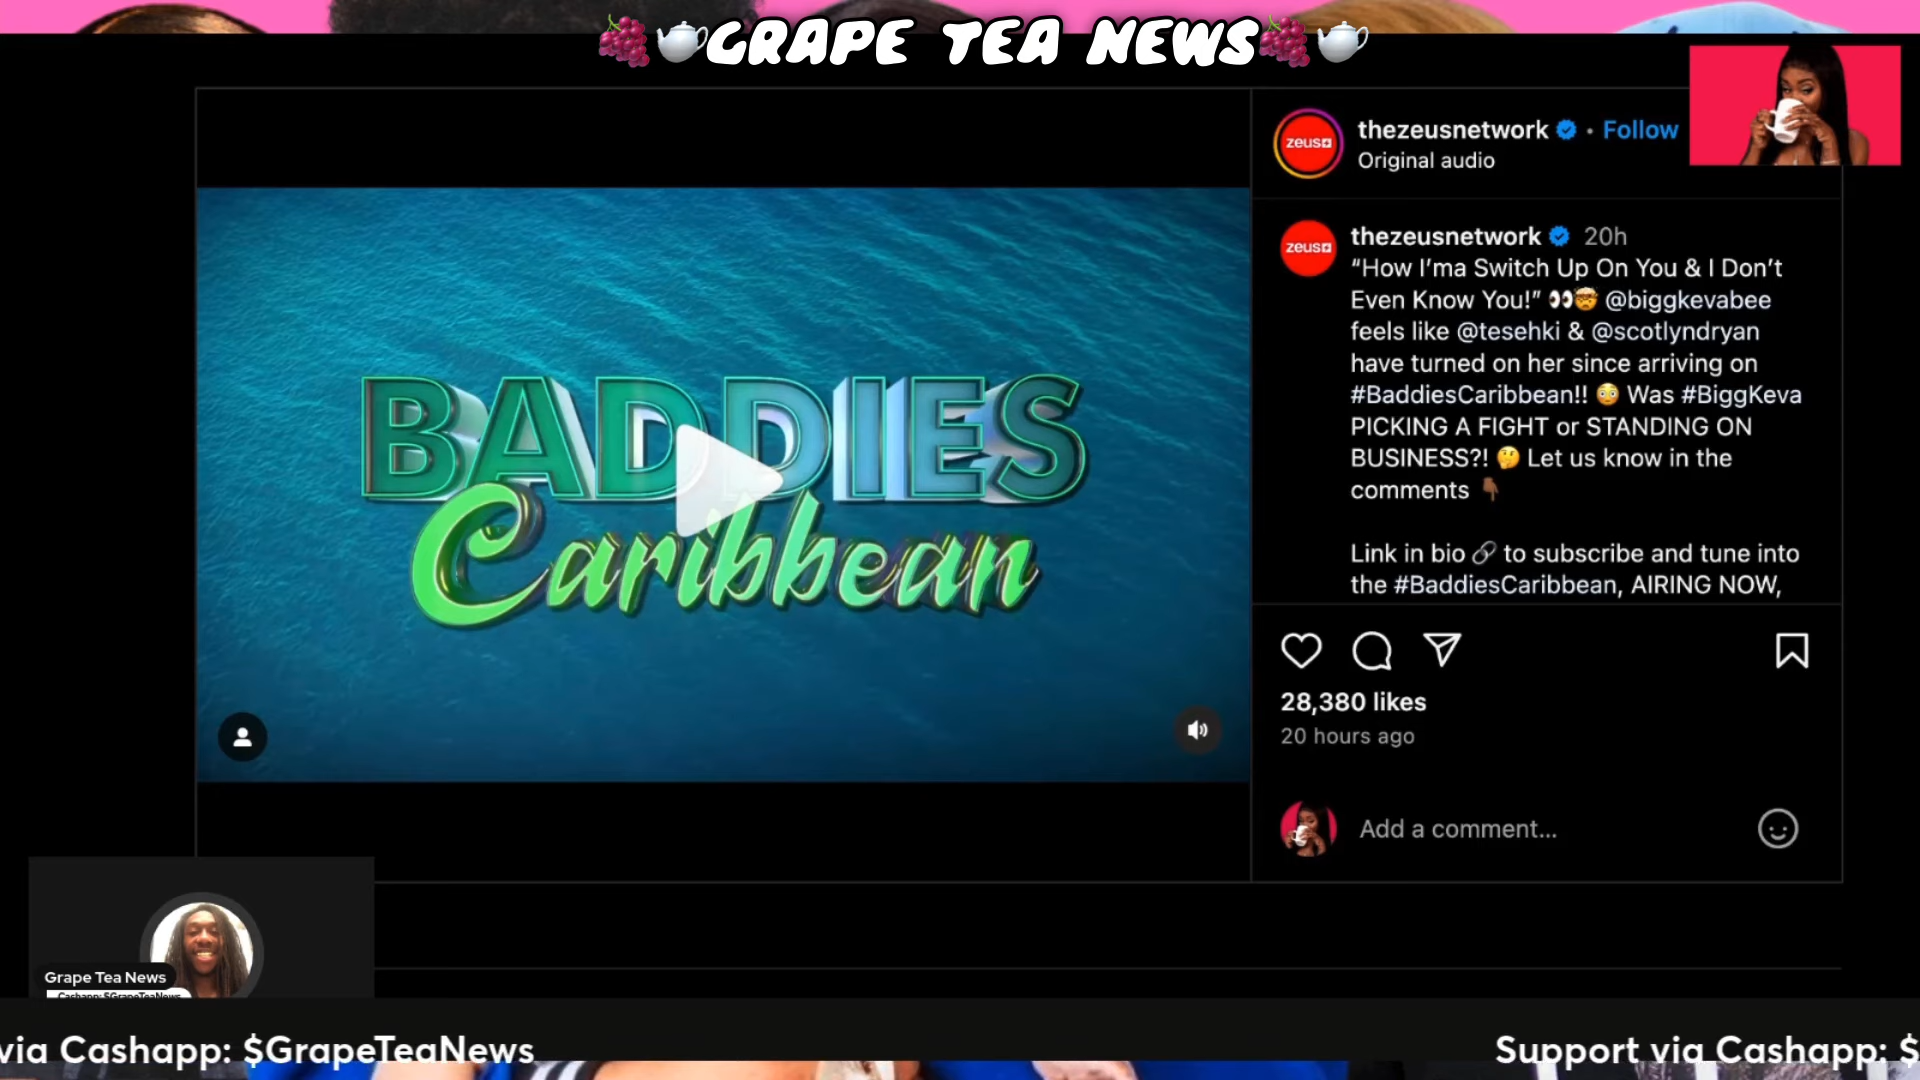 🍇🫖GRAPE TEA NEWS🍇🫖
BADDIES
Caribbean
zeus
thezeusnetwork • Follow
Original audio
zeus
thezeusnetwork 20h
“How I’ma Switch Up On You & I Don’t
Even Know You!” 👀🤯 @biggkevabee
feels like @tesehki & @scotlyndryan
have turned on her since arriving on
#BaddiesCaribbean!! 😳 Was #BiggKeva
PICKING A FIGHT or STANDING ON
BUSINESS?! 🤔 Let us know in the
comments 👇🏾
Link in bio 🔗 to subscribe and tune into
the #BaddiesCaribbean, AIRING NOW,
28,380 likes
20 hours ago
Add a comment...
Grape Tea News
Cashapp: $GrapeTeaNews
via Cashapp: $GrapeTeaNews
Support via Cashapp: $